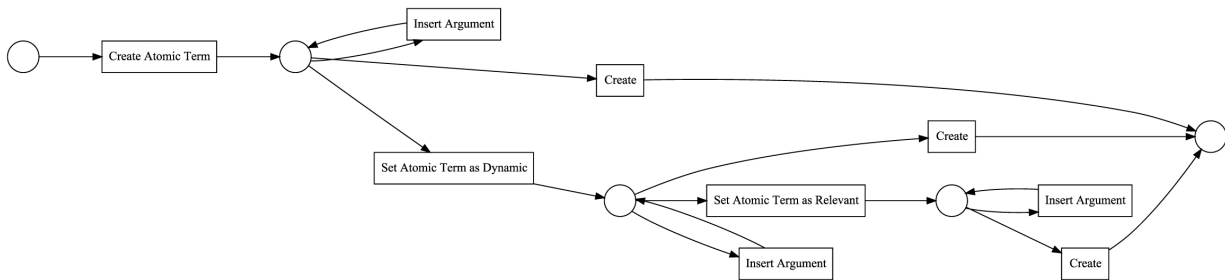 Insert Argument
Create Atomic Term
Create
Create
Set Atomic Term as Dynamic
Set Atomic Term as Relevant
Insert Argument
Insert Argument
Create